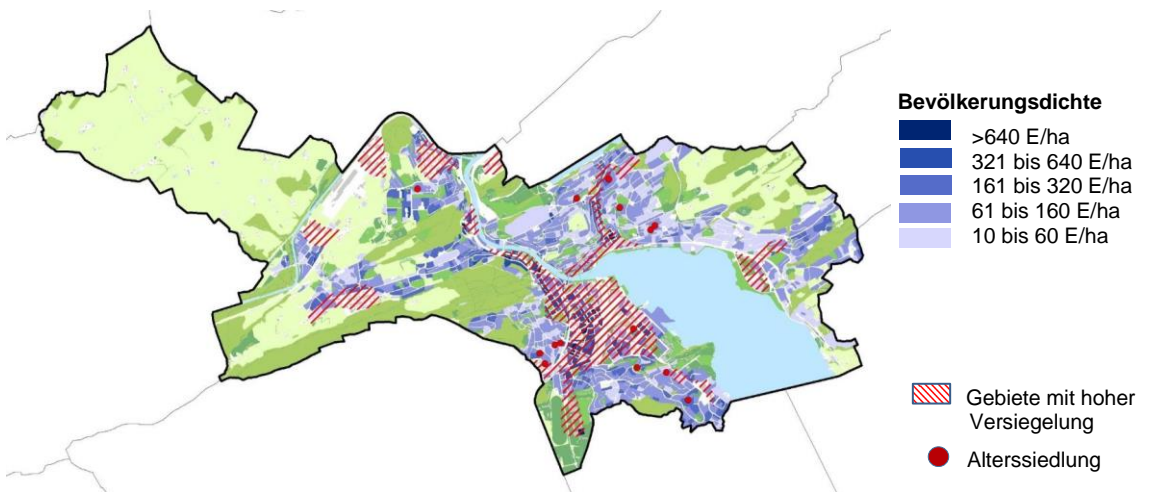 Bevölkerungsdichte
>640 E/ha
321 bis 640 E/ha
161 bis 320 E/ha
61 bis 160 E/ha
10 bis 60 E/ha
Gebiete mit hoher
Versiegelung
Alterssiedlung